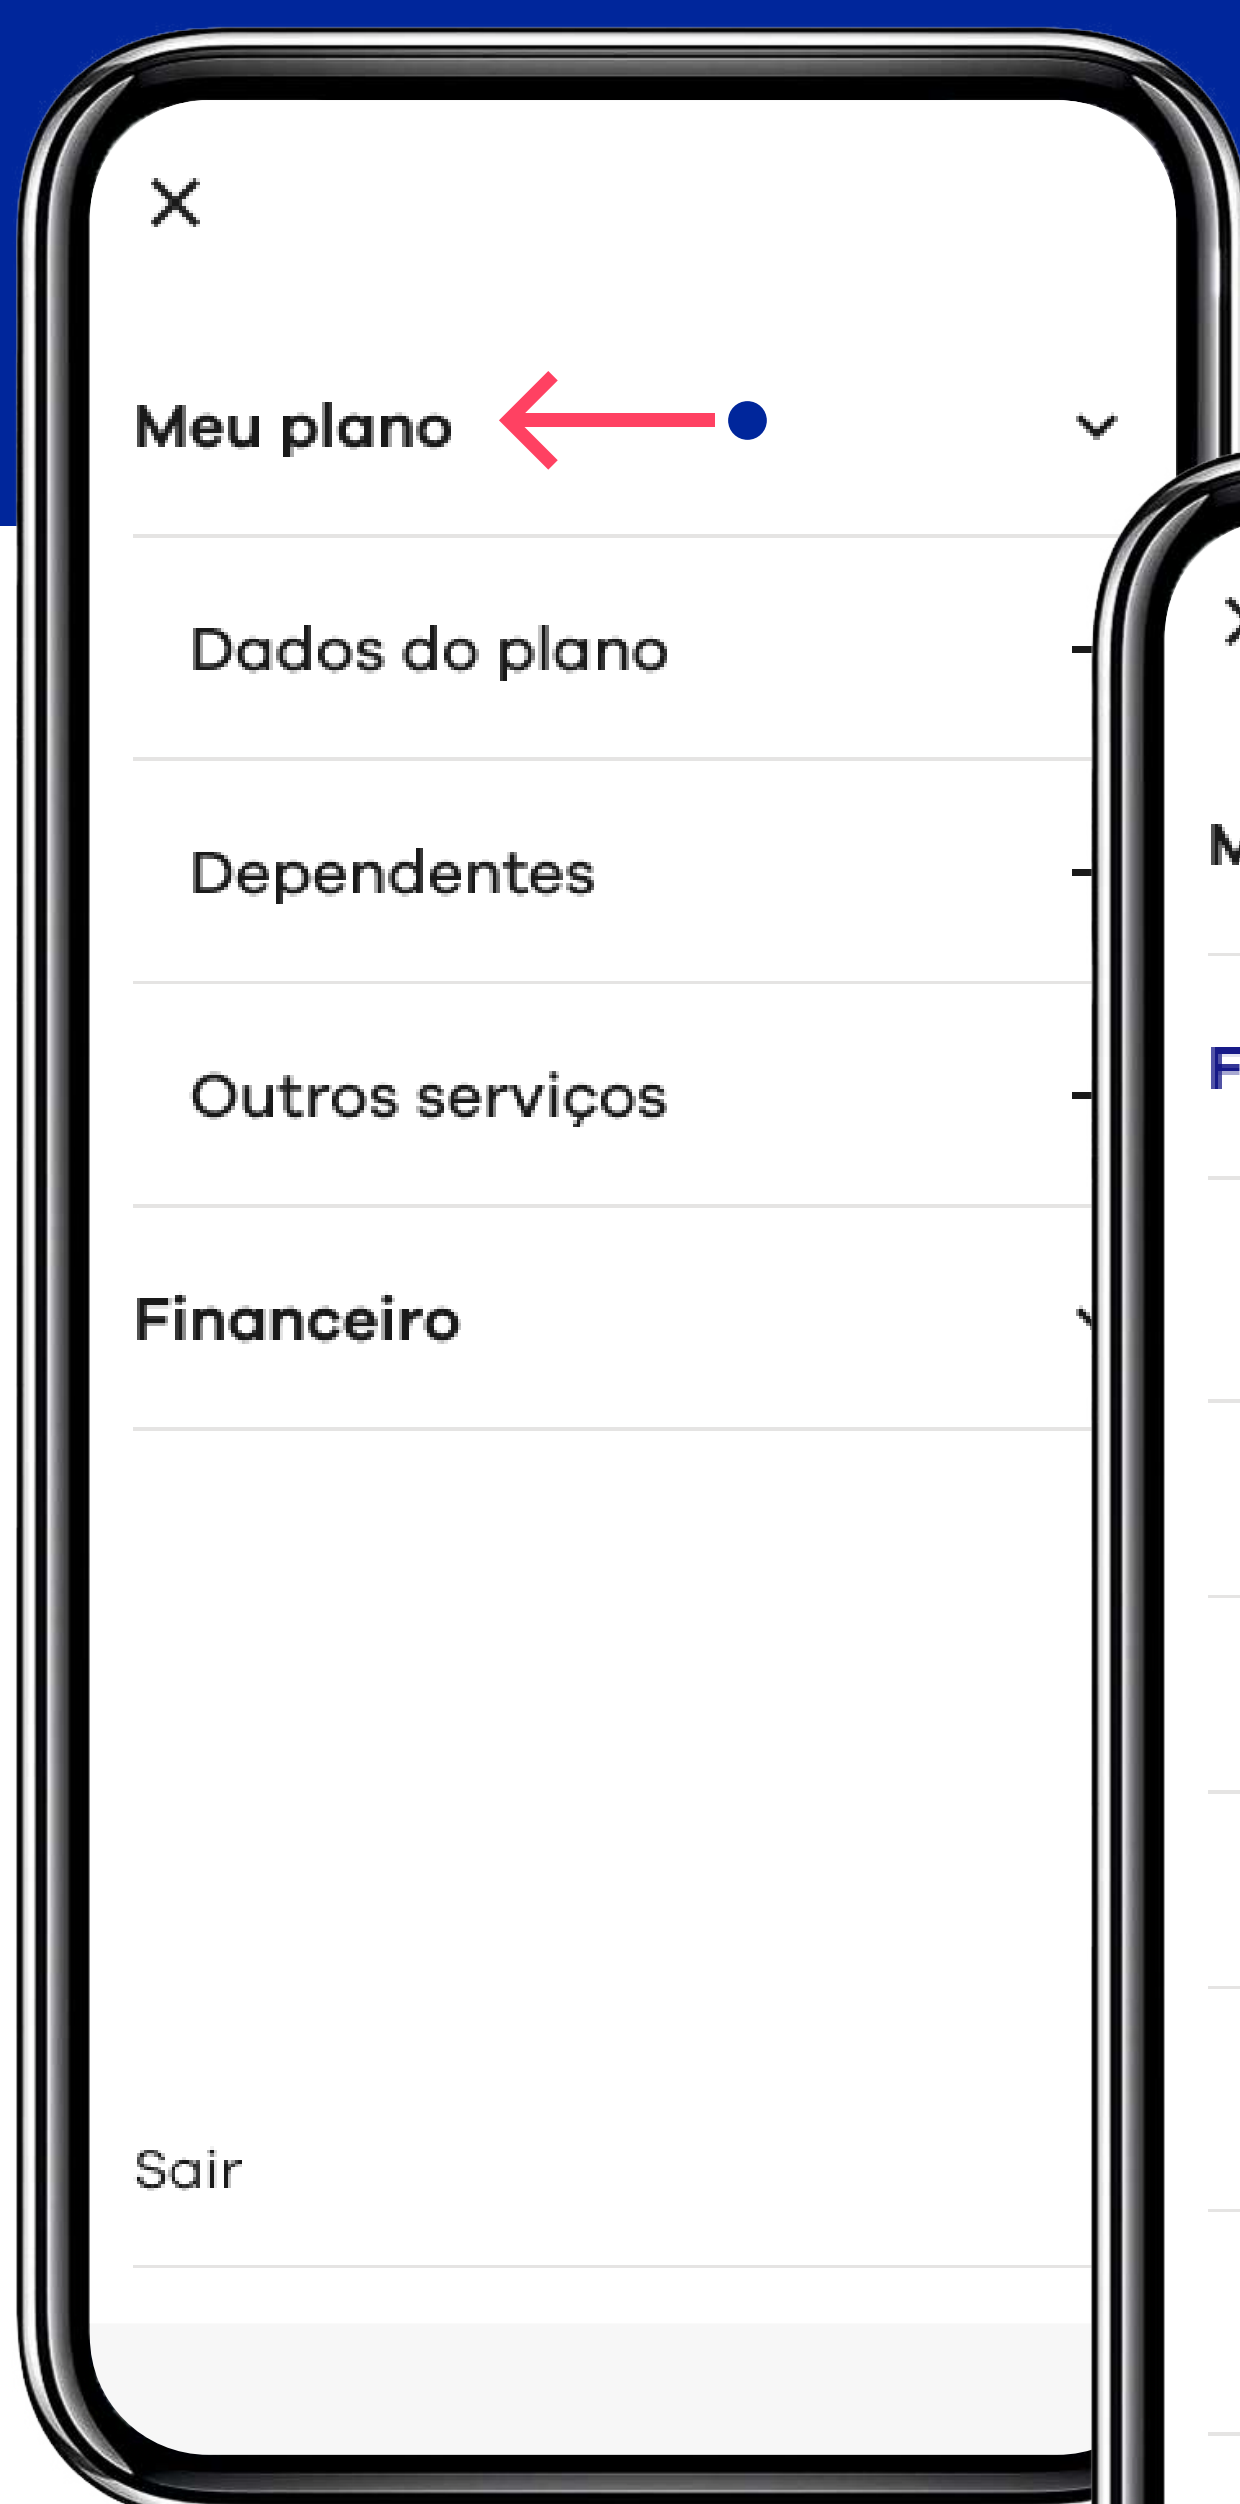 Meu plano
Dados do plano
Dependentes
Outros serviços
Financeiro
Sair